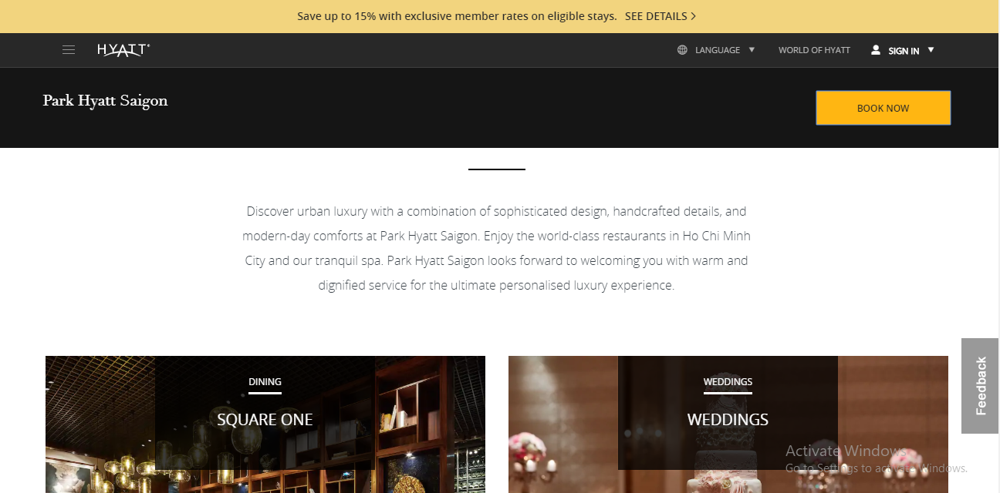 Save up to 15% with exclusive member rates on eligible stays. SEE DETAILS >
HYATT®
LANGUAGE ▼
WORLD OF HYATT
SIGN IN ▼
Park Hyatt Saigon
BOOK NOW
Discover urban luxury with a combination of sophisticated design, handcrafted details, and
modern-day comforts at Park Hyatt Saigon. Enjoy the world-class restaurants in Ho Chi Minh
City and our tranquil spa. Park Hyatt Saigon looks forward to welcoming you with warm and
dignified service for the ultimate personalised luxury experience.
Feedback
DINING
SQUARE ONE
WEDDINGS
WEDDINGS
Activate Windows
Go to Settings to activate Windows.